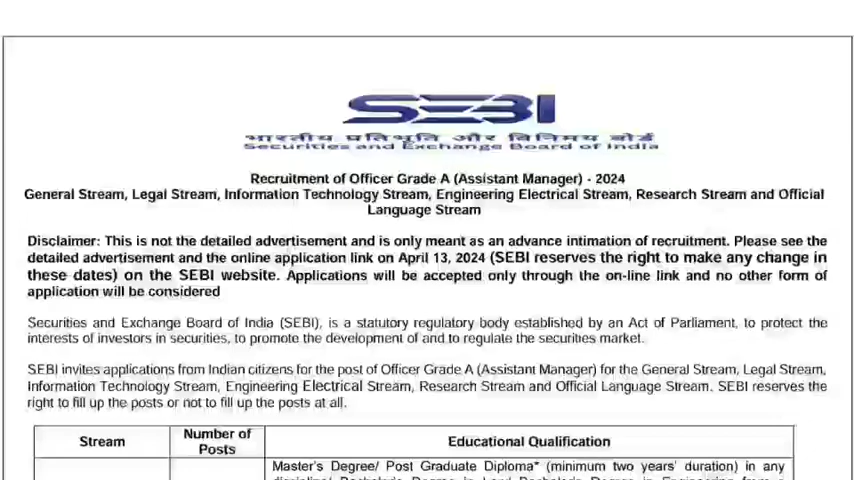 SEBI
भारतीय प्रतिभूति और विनिमय बोर्ड
Securities and Exchange Board of India
Recruitment of Officer Grade A (Assistant Manager) - 2024
General Stream, Legal Stream, Information Technology Stream, Engineering Electrical Stream, Research Stream and Official
Language Stream
Disclaimer: This is not the detailed advertisement and is only meant as an advance intimation of recruitment. Please see the
detailed advertisement and the online application link on April 13, 2024 (SEBI reserves the right to make any change in
these dates) on the SEBI website. Applications will be accepted only through the on-line link and no other form of
application will be considered
Securities and Exchange Board of India (SEBI), is a statutory regulatory body established by an Act of Parliament, to protect the
interests of investors in securities, to promote the development of and to regulate the securities market.
SEBI invites applications from Indian citizens for the post of Officer Grade A (Assistant Manager) for the General Stream, Legal Stream,
Information Technology Stream, Engineering Electrical Stream, Research Stream and Official Language Stream. SEBI reserves the
right to fill up the posts or not to fill up the posts at all.
Stream
Number of
Posts
Educational Qualification
Master's Degree/ Post Graduate Diploma* (minimum two years' duration) in any